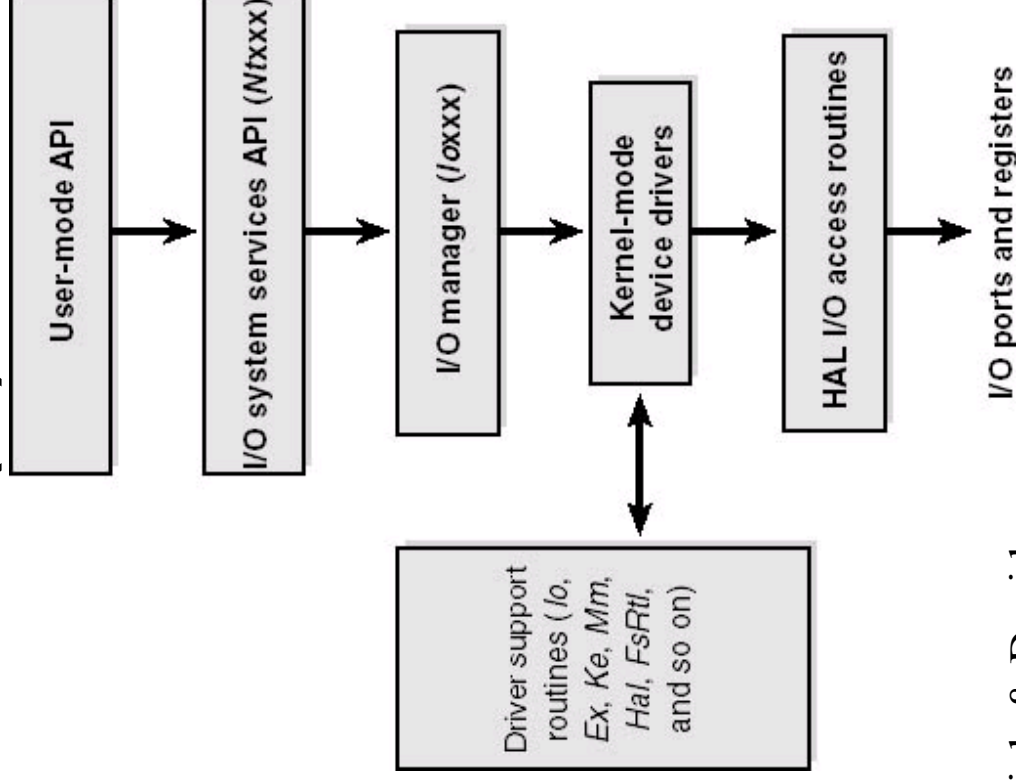 User-mode API
I/O system services API (Ntxxx)
I/O manager (Ioxxx)
Kernel-mode
device drivers
HAL I/O access routines
I/O ports and registers
Driver support
routines (Io,
Ex, Ke, Mm,
Hal, FsRtl,
and so on)